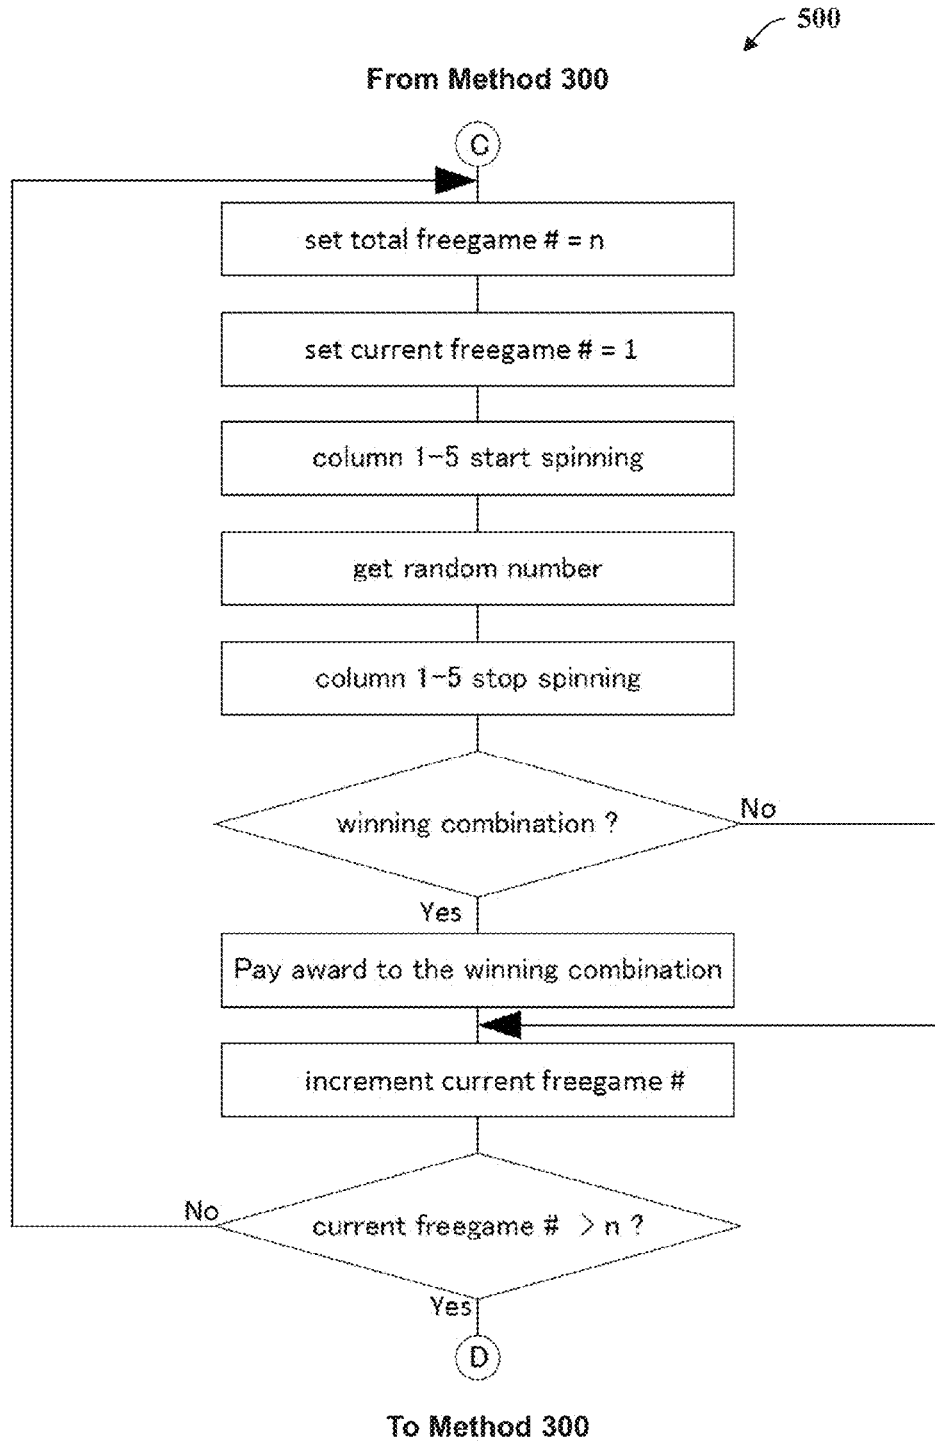 500
From Method 300
C
set total freegame # = n
set current freegame # = 1
column 1-5 start spinning
get random number
column 1-5 stop spinning
winning combination ?
No
Yes
Pay award to the winning combination
increment current freegame #
No
current freegame # > n ?
Yes
D
To Method 300